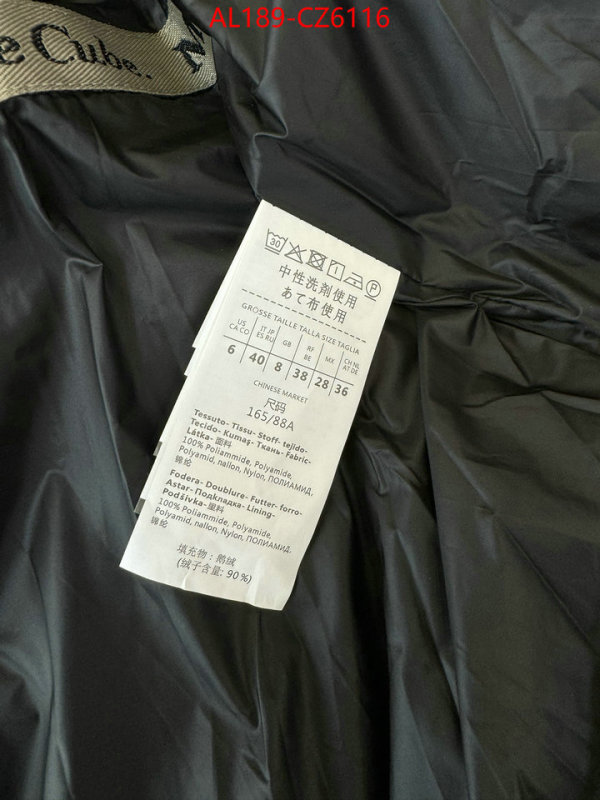 AL189-CZ6116
e Cube.
30
P
中性洗剤使用
あて布使用
GROSSE TAILLE TALLA SIZE TAGLIA
US CA CO IT JP ES RU GB RF BE MX CH NL AT DE
6 40 8 38 28 36
CHINESE MARKET
尺码
165/88A
Tessuto- Tissu- Stoff- tejido-
Tecido- Kumaş- Ткань- Fabric-
Látka- 面料
100% Poliammide, Polyamide,
Polyamid, nallon, Nylon, ПОЛИАМИД,
锦纶
Fodera- Doublure- Futter- forro-
Astar- Подкладка- Lining-
Podšívka- 里料
100% Poliammide, Polyamide,
Polyamid, nallon, Nylon, ПОЛИАМИД.
锦纶
填充物：鹅绒
(绒子含量: 90%)